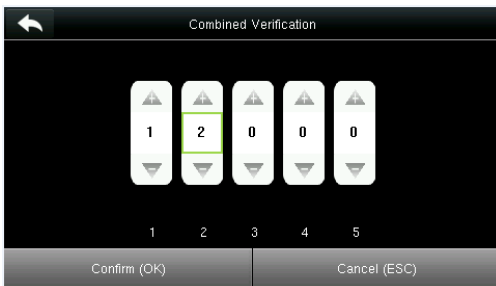 Combined Verification
1 2 0 0 0
1 2 3 4 5
Confirm (OK) Cancel (ESC)